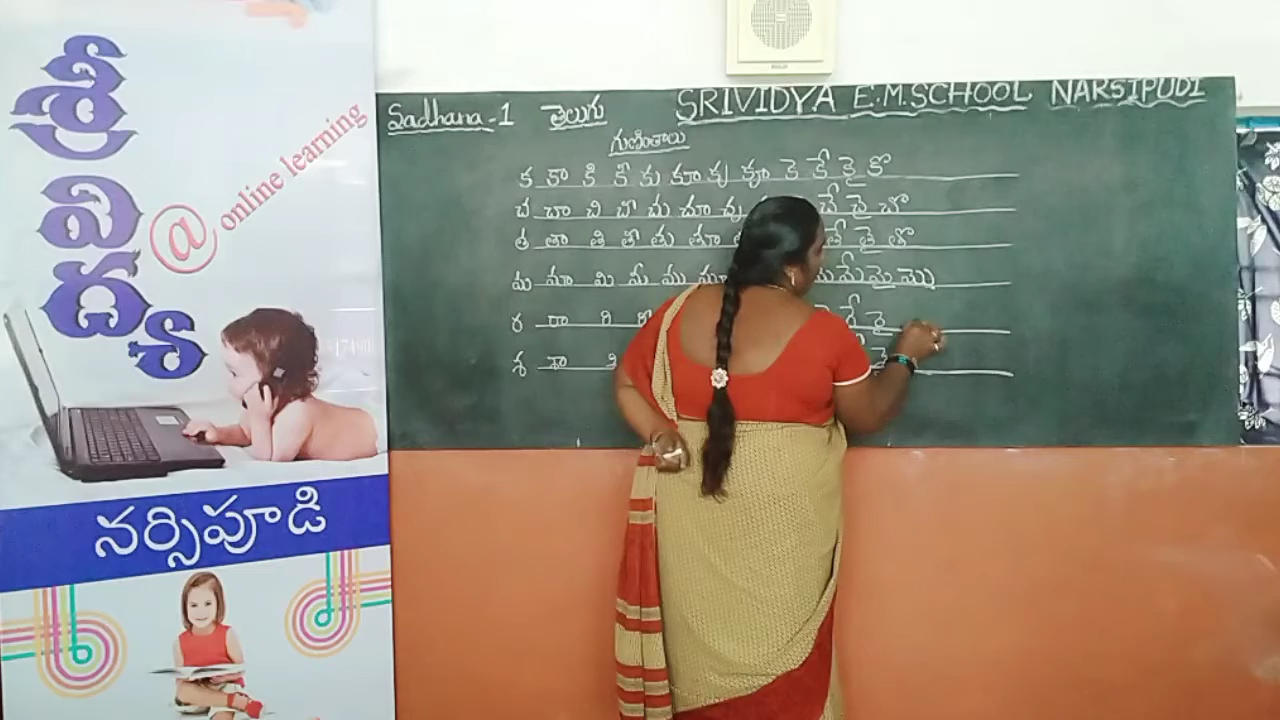 శ్రీ
విద్యా
@ online learning
నర్సిపూడి
Sadhana-1 తెలుగు SRIVIDYA E.M.SCHOOL NARSIPUDI
గుణింతాలు
క కా కి కీ కు కూ కృ కౄ కె కే కై కొ
చ చా చి చీ చు చూ చృ చే చై చొ
త తా తి తీ తు తూ తే తై తొ
మ మా మి మీ ము మూ మె మే మై మొ
ర రా రి రే రై
శ శా